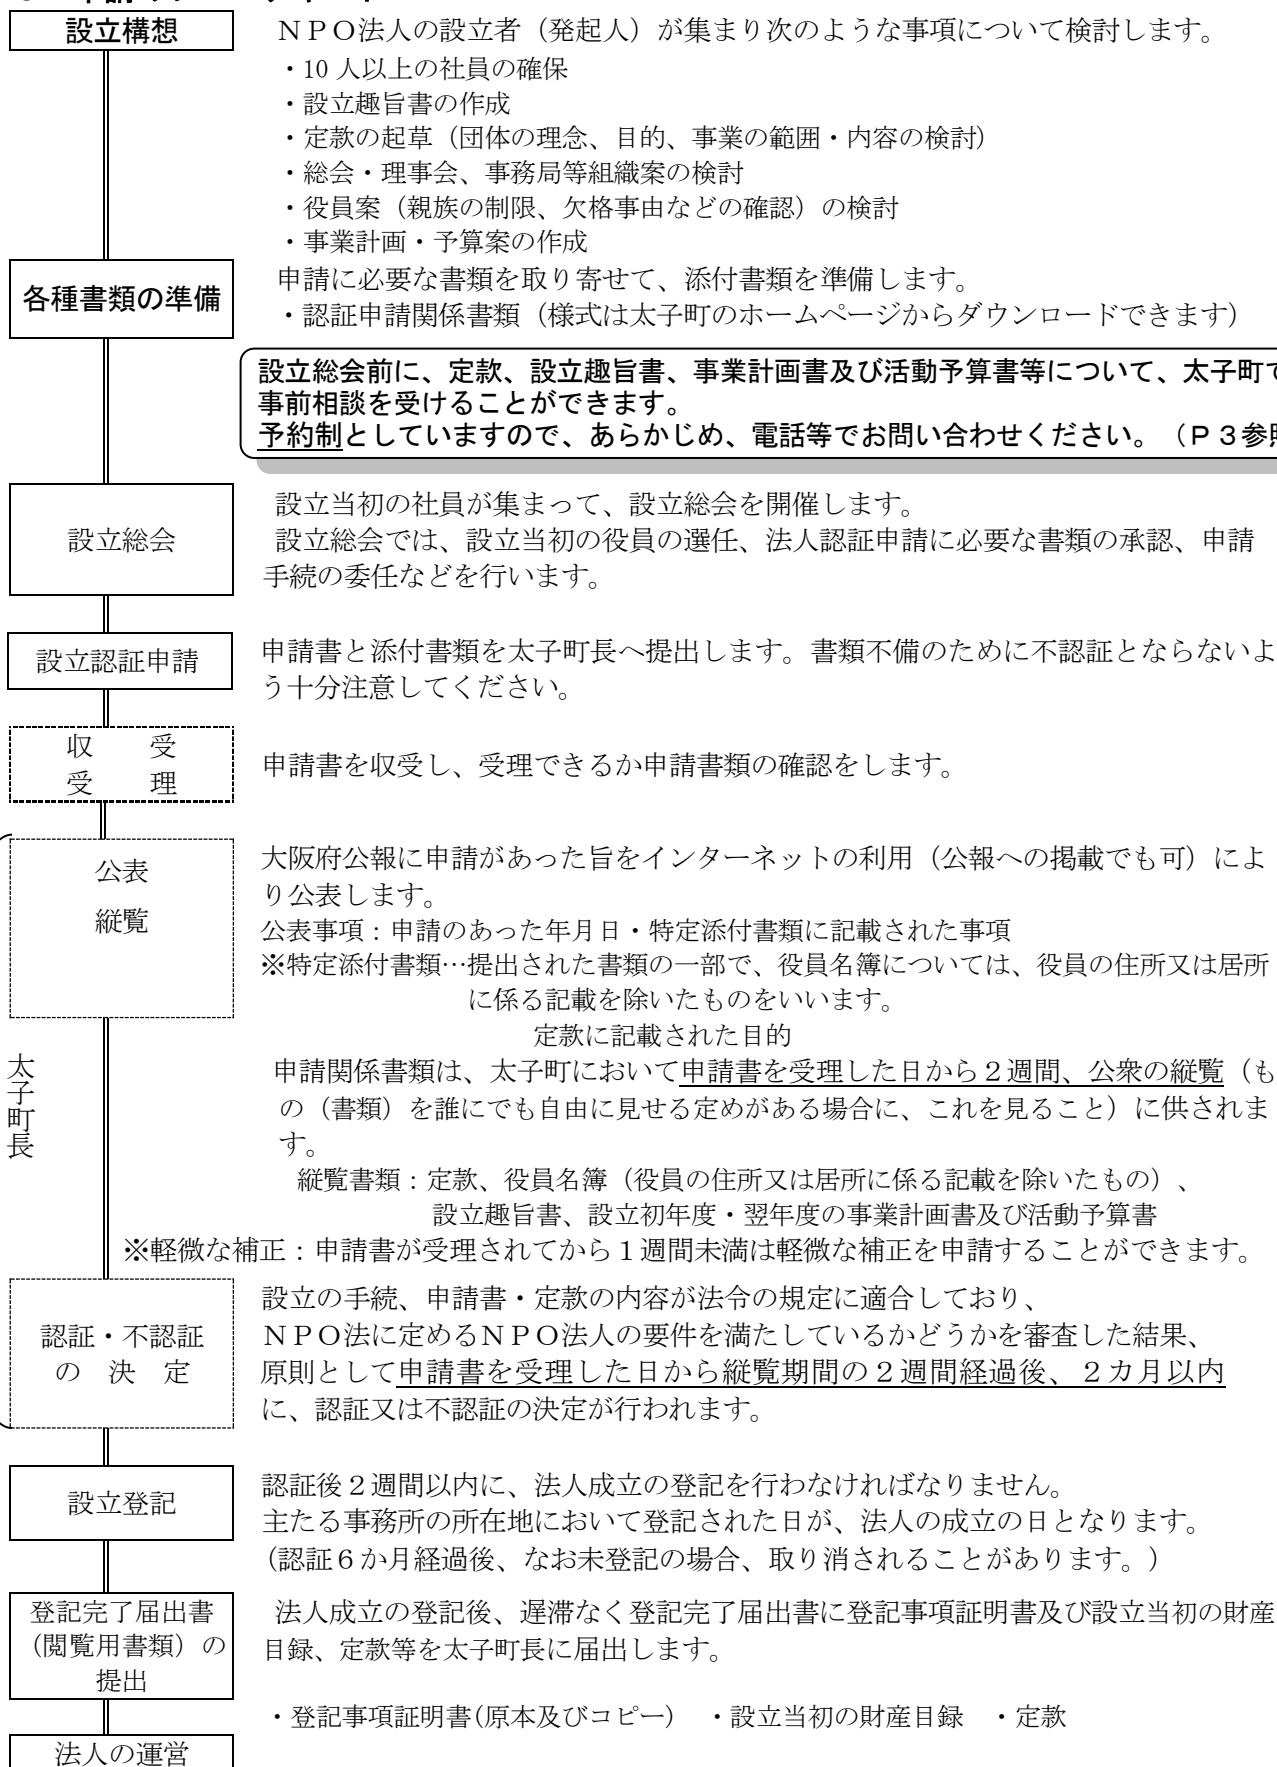 設立構想
ＮＰＯ法人の設立者（発起人）が集まり次のような事項について検討します。
・10 人以上の社員の確保
・設立趣旨書の作成
・定款の起草（団体の理念、目的、事業の範囲・内容の検討）
・総会・理事会、事務局等組織案の検討
・役員案（親族の制限、欠格事由などの確認）の検討
・事業計画・予算案の作成
各種書類の準備
申請に必要な書類を取り寄せて、添付書類を準備します。
・認証申請関係書類（様式は太子町のホームページからダウンロードできます）
設立総会前に、定款、設立趣旨書、事業計画書及び活動予算書等について、太子町で
事前相談を受けることができます。
予約制としていますので、あらかじめ、電話等でお問い合わせください。（Ｐ３参照
設立総会
設立当初の社員が集まって、設立総会を開催します。
設立総会では、設立当初の役員の選任、法人認証申請に必要な書類の承認、申請
手続の委任などを行います。
設立認証申請
申請書と添付書類を太子町長へ提出します。書類不備のために不認証とならないよ
う十分注意してください。
収　　受
受　　理
申請書を収受し、受理できるか申請書類の確認をします。
公表
縦覧
大阪府公報に申請があった旨をインターネットの利用（公報への掲載でも可）によ
り公表します。
公表事項：申請のあった年月日・特定添付書類に記載された事項
※特定添付書類…提出された書類の一部で、役員名簿については、役員の住所又は居所
に係る記載を除いたものをいいます。
定款に記載された目的
太子町長
申請関係書類は、太子町において申請書を受理した日から２週間、公衆の縦覧（も
の（書類）を誰にでも自由に見せる定めがある場合に、これを見ること）に供されま
す。
縦覧書類：定款、役員名簿（役員の住所又は居所に係る記載を除いたもの）、
設立趣旨書、設立初年度・翌年度の事業計画書及び活動予算書
※軽微な補正：申請書が受理されてから１週間未満は軽微な補正を申請することができます。
認証・不認証
の　決　定
設立の手続、申請書・定款の内容が法令の規定に適合しており、
ＮＰＯ法に定めるＮＰＯ法人の要件を満たしているかどうかを審査した結果、
原則として申請書を受理した日から縦覧期間の２週間経過後、２カ月以内
に、認証又は不認証の決定が行われます。
設立登記
認証後２週間以内に、法人成立の登記を行わなければなりません。
主たる事務所の所在地において登記された日が、法人の成立の日となります。
（認証６か月経過後、なお未登記の場合、取り消されることがあります。）
登記完了届出書
（閲覧用書類）の
提出
法人成立の登記後、遅滞なく登記完了届出書に登記事項証明書及び設立当初の財産
目録、定款等を太子町長に届出します。
・登記事項証明書(原本及びコピー)　・設立当初の財産目録　・定款
法人の運営